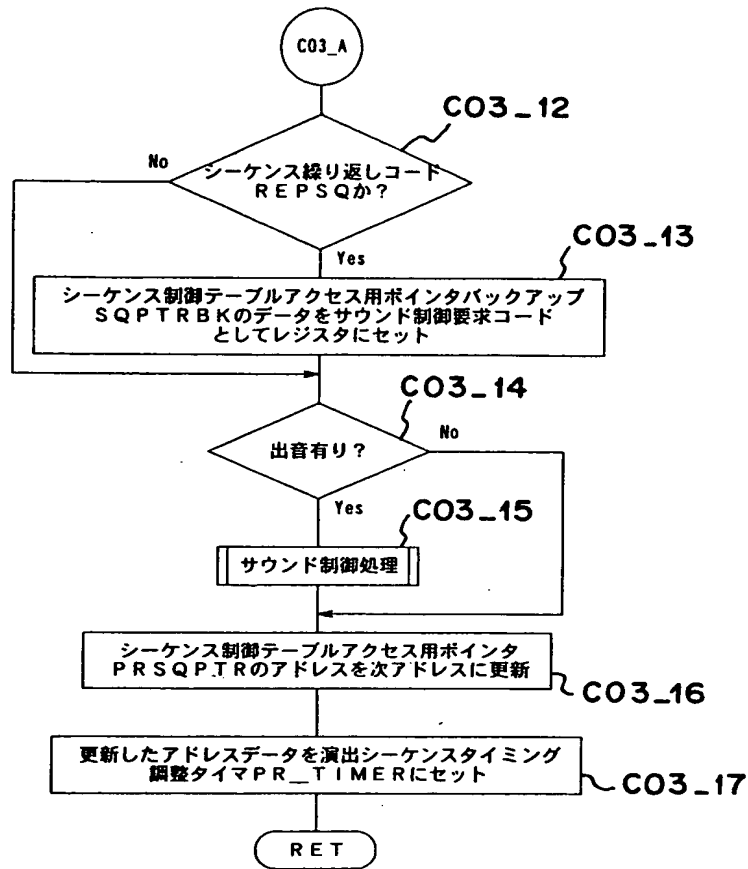 C03_A
C03_12
No
シーケンス繰り返しコード
REPSQか?
Yes
C03_13
シーケンス制御テーブルアクセス用ポインタバックアップ
SQPTRBKのデータをサウンド制御要求コード
としてレジスタにセット
C03_14
出音有り?
No
Yes
C03_15
サウンド制御処理
シーケンス制御テーブルアクセス用ポインタ
PRSQPTRのアドレスを次アドレスに更新
C03_16
更新したアドレスデータを演出シーケンスタイミング
調整タイマPR_TIMERにセット
C03_17
RET